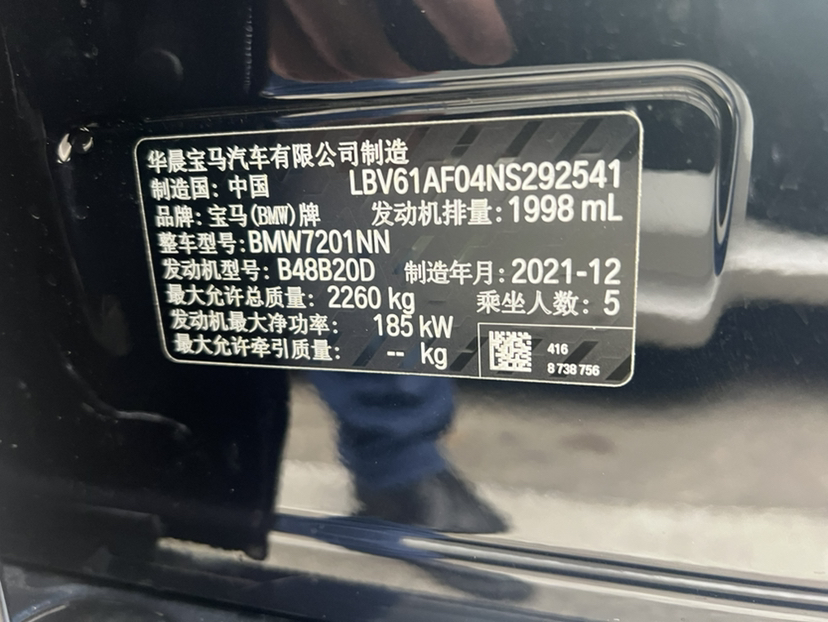 华晨宝马汽车有限公司制造
制造国：中国 LBV61AF04NS292541
品牌：宝马(BMW)牌 发动机排量：1998 mL
整车型号：BMW7201NN
发动机型号：B48B20D 制造年月：2021-12
最大允许总质量：2260 kg 乘坐人数：5
发动机最大净功率：185 kW
最大允许牵引质量：-- kg
416
8 738 756